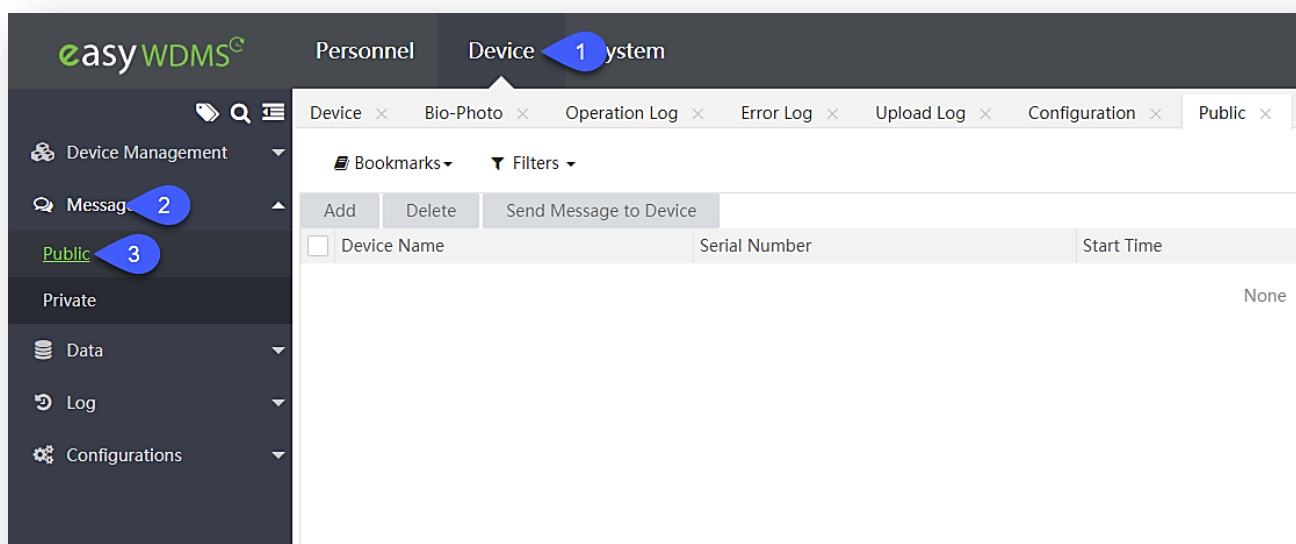 easy WDMS
Personnel Device 1 ystem
Device Bio-Photo Operation Log Error Log Upload Log Configuration Public
Device Management
Bookmarks Filters
Messag 2
Add Delete Send Message to Device
Device Name Serial Number Start Time
Public 3
Private
None
Data
Log
Configurations